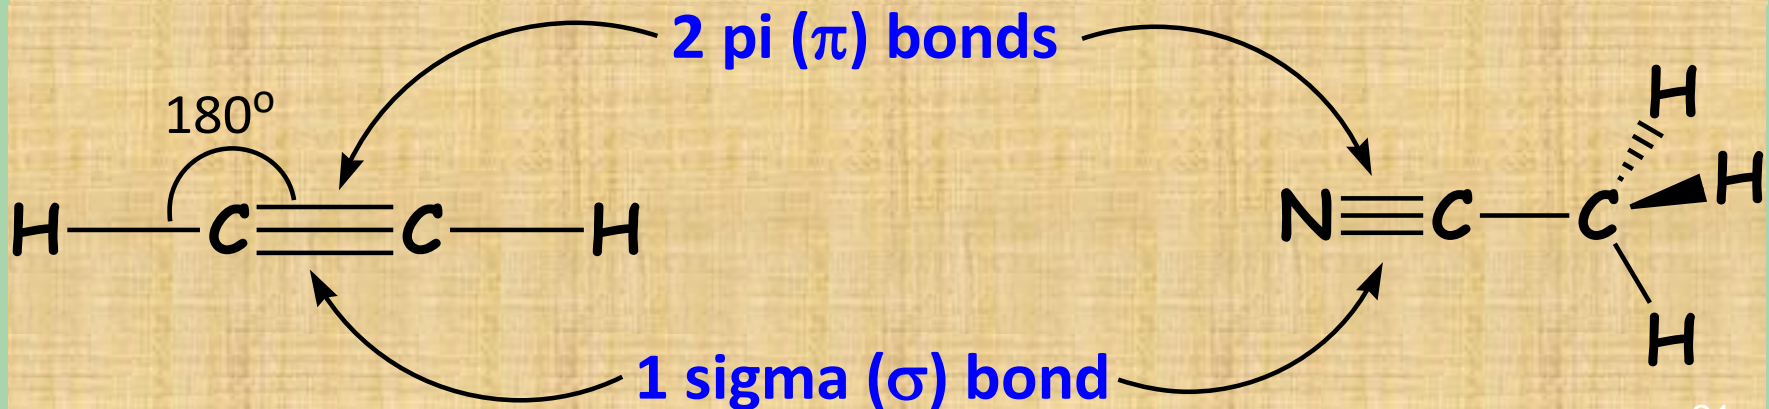 2 pi (π) bonds
180°
H C C H
N C C H H H
1 sigma (σ) bond